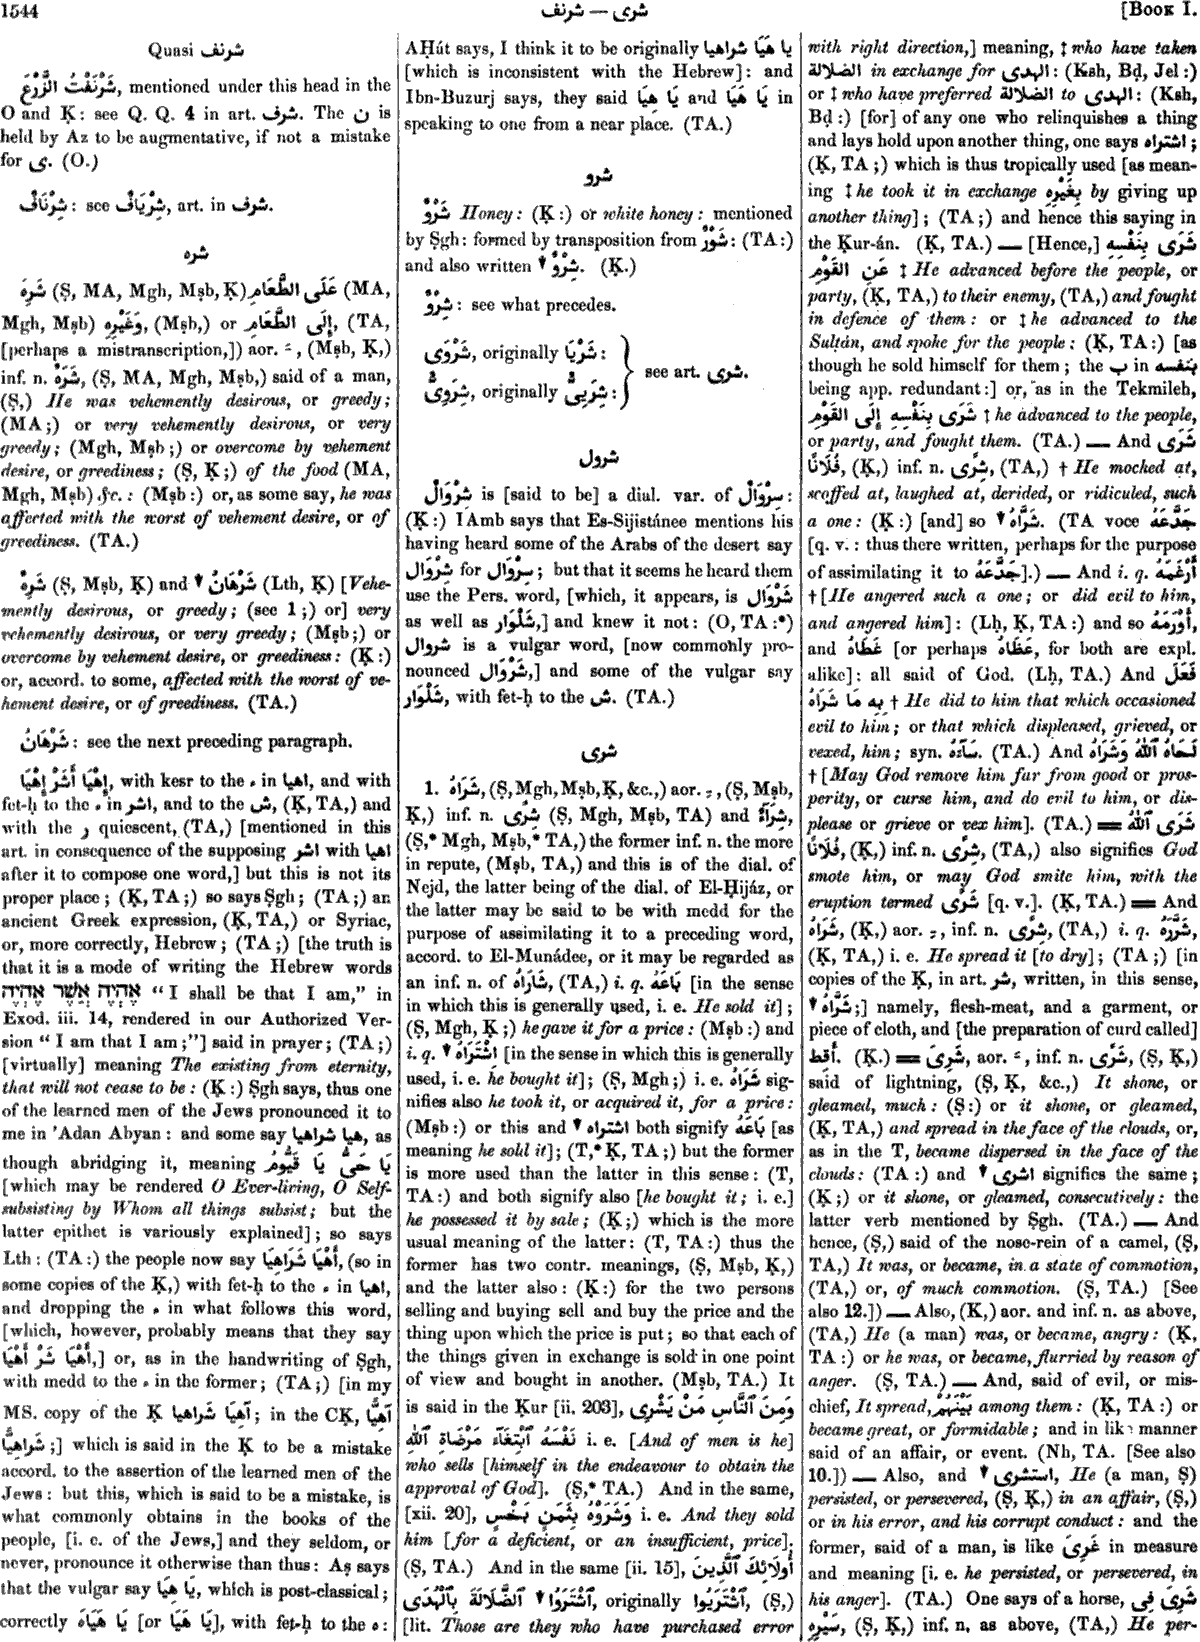 1544
شرى — شرنف
[BOOK I.
Quasi شرنف
شَرْنَفْتُ الزَّرْعَ, mentioned under this head in the
O and Ḳ: see Q. Q. 4 in art. شرف. The ن is
held by Az to be augmentative, if not a mistake
for ى. (O.)
شِرْنَافٌ: see شِرْيَافٌ, art. in شرف.
شره
شَرِهَ (Ṣ, MA, Mgh, Mṣb, Ḳ) عَلَى الطَّعَامِ (MA,
Mgh, Mṣb) وَغَيْرِهِ, (Mṣb,) or إِلَى الطَّعَامِ, (TA,
[perhaps a mistranscription,]) aor. ـَ, (Mṣb, Ḳ,)
inf. n. شَرَهٌ, (Ṣ, MA, Mgh, Mṣb,) said of a man,
(Ṣ,) He was vehemently desirous, or greedy;
(MA;) or very vehemently desirous, or very
greedy; (Mgh, Mṣb;) or overcome by vehement
desire, or greediness; (Ṣ, Ḳ;) of the food (MA,
Mgh, Mṣb) &c.: (Mṣb:) or, as some say, he was
affected with the worst of vehement desire, or of
greediness. (TA.)
شَرِهٌ (Ṣ, Mṣb, Ḳ) and ▼ شَرْهَانُ (Lth, Ḳ) [Vehe-
mently desirous, or greedy; (see 1;) or] very
vehemently desirous, or very greedy; (Mṣb;) or
overcome by vehement desire, or greediness: (Ḳ:)
or, accord. to some, affected with the worst of ve-
hement desire, or of greediness. (TA.)
شَرْهَانُ: see the next preceding paragraph.
إِهْيَا أَشَرْ إِهْيَا, with kesr to the ء in اهيا, and with
fet-ḥ to the ء in اشر, and to the ش, (Ḳ, TA,) and
with the ر quiescent, (TA,) [mentioned in this
art. in consequence of the supposing اشر with اهيا
after it to compose one word,] but this is not its
proper place; (Ḳ, TA;) so says Ṣgh; (TA;) an
ancient Greek expression, (Ḳ, TA,) or Syriac,
or, more correctly, Hebrew; (TA;) [the truth is
that it is a mode of writing the Hebrew words
אֶהְיֶה אֲשֶׁר אֶהְיֶה “I shall be that I am,” in
Exod. iii. 14, rendered in our Authorized Ver-
sion “I am that I am;”] said in prayer; (TA;)
[virtually] meaning The existing from eternity,
that will not cease to be: (Ḳ:) Ṣgh says, thus one
of the learned men of the Jews pronounced it to
me in 'Adan Abyan: and some say هيا شراهيا, as
though abridging it, meaning يَا حَىُّ يَا قَيُّومُ
[which may be rendered O Ever-living, O Self-
subsisting by Whom all things subsist; but the
latter epithet is variously explained]; so says
Lth: (TA:) the people now say أَهْيَا شَرَاهِيَا, (so in
some copies of the Ḳ,) with fet-ḥ to the ء in اهيا,
and dropping the ء in what follows this word,
[which, however, probably means that they say
أَهْيَا شَرْ أَهْيَا,] or, as in the handwriting of Ṣgh,
with medd to the ء in the former; (TA;) [in my
MS. copy of the Ḳ آهيَا شَراهيا; in the CḲ, آهِيَّا
شَراهِيَّا;] which is said in the Ḳ to be a mistake
accord. to the assertion of the learned men of the
Jews: but this, which is said to be a mistake, is
what commonly obtains in the books of the
people, [i. e. of the Jews,] and they seldom, or
never, pronounce it otherwise than thus: Aṣ says
that the vulgar say يَا هِيَا, which is post-classical;
correctly يَا هَيَاهَ [or يَا هَيَا], with fet-ḥ to the ه:
AḤát says, I think it to be originally يا هَيَا شراهيا
[which is inconsistent with the Hebrew]: and
Ibn-Buzurj says, they said يَا هَيَا and يَا هِيَا in
speaking to one from a near place. (TA.)
شرو
شَرْوٌ Honey: (Ḳ:) or white honey: mentioned
by Ṣgh: formed by transposition from شَوْرٌ: (TA:)
and also written ▼ شِرْوٌ. (Ḳ.)
شِرْوٌ: see what precedes.
شَرْوَى, originally شَرْيَا:
شِرَوِىٌّ, originally شِرَيِىٌّ: } see art. شرى.
شرول
شِرْوَالٌ is [said to be] a dial. var. of سِرْوَالٌ:
(Ḳ:) IAmb says that Es-Sijistánee mentions his
having heard some of the Arabs of the desert say
شِرْوَال for سِرْوَال; but that it seems he heard them
use the Pers. word, [which, it appears, is شَرْوَال
as well as شَلْوَار,] and knew it not: (O, TA:*)
شروال is a vulgar word, [now commonly pro-
nounced شَرْوَال,] and some of the vulgar say
شَلْوَار, with fet-ḥ to the ش. (TA.)
شرى
1. شَرَاهُ, (Ṣ, Mgh, Mṣb, Ḳ, &c.,) aor. ـِ, (Ṣ, Mṣb,
Ḳ,) inf. n. شِرًى (Ṣ, Mgh, Mṣb, TA) and شِرَآءٌ,
(Ṣ,* Mgh, Mṣb,* TA,) the former inf. n. the more
in repute, (Mṣb, TA,) and this is of the dial. of
Nejd, the latter being of the dial. of El-Ḥijáz, or
the latter may be said to be with medd for the
purpose of assimilating it to a preceding word,
accord. to El-Munádee, or it may be regarded as
an inf. n. of شَارَاهُ, (TA,) i. q. بَاعَهُ [in the sense
in which this is generally used, i. e. He sold it];
(Ṣ, Mgh, Ḳ;) he gave it for a price: (Mṣb:) and
i. q. ▼ اشْتَرَاهُ [in the sense in which this is generally
used, i. e. he bought it]; (Ṣ, Mgh;) i. e. شَرَاهُ sig-
nifies also he took it, or acquired it, for a price:
(Mṣb:) or this and ▼ اشتراه both signify بَاعَهُ [as
meaning he sold it]; (T,* Ḳ, TA;) but the former
is more used than the latter in this sense: (T,
TA:) and both signify also [he bought it; i. e.]
he possessed it by sale; (Ḳ;) which is the more
usual meaning of the latter: (T, TA:) thus the
former has two contr. meanings, (Ṣ, Mṣb, Ḳ,)
and the latter also: (Ḳ:) for the two persons
selling and buying sell and buy the price and the
thing upon which the price is put; so that each of
the things given in exchange is sold in one point
of view and bought in another. (Mṣb, TA.) It
is said in the Ḳur [ii. 203], وَمِنَ ٱلنَّاسِ مَنْ يَشْرِى
نَفْسَهُ ٱبْتِغَآءَ مَرْضَاةِ ٱللّٰهِ i. e. [And of men is he]
who sells [himself in the endeavour to obtain the
approval of God]. (Ṣ,* TA.) And in the same,
[xii. 20], وَشَرَوْهُ بِثَمَنٍ بَخْسٍ i. e. And they sold
him [for a deficient, or an insufficient, price].
(Ṣ, TA.) And in the same [ii. 15], أُولَائِكَ ٱلَّذِينَ
▼ ٱشْتَرَوُا ٱلضَّلَالَةَ بِٱلْهُدَى, originally ٱشْتَرَيُوا, (Ṣ,)
[lit. Those are they who have purchased error
with right direction,] meaning, ‡ who have taken
الضلالة in exchange for الهدى: (Ksh, Bḍ, Jel:)
or ‡ who have preferred الضلالة to الهدى: (Ksh,
Bḍ:) [for] of any one who relinquishes a thing
and lays hold upon another thing, one says اشتراه;
(Ḳ, TA;) which is thus tropically used [as mean-
ing ‡ he took it in exchange بِغَيْرِهِ by giving up
another thing]; (TA;) and hence this saying in
the Ḳur-án. (Ḳ, TA.) — [Hence,] شَرَى بِنَفْسِهِ
عَنِ القَوْمِ ‡ He advanced before the people, or
party, (Ḳ, TA,) to their enemy, (TA,) and fought
in defence of them: or ‡ he advanced to the
Sulṭán, and spoke for the people: (Ḳ, TA:) [as
though he sold himself for them; the ب in بنفسه
being app. redundant:] or, as in the Tekmileh,
شَرَى بِنَفْسِهِ إِلَى القَوْمِ ‡ he advanced to the people,
or party, and fought them. (TA.) — And شَرَى
فُلَانًا, (Ḳ,) inf. n. شِرًى, (TA,) † He mocked at,
scoffed at, laughed at, derided, or ridiculed, such
a one: (Ḳ:) [and] so ▼ شَرَّاهُ. (TA voce جَدَّعَهُ
[q. v.: thus there written, perhaps for the purpose
of assimilating it to جَدَّعَهُ].) — And i. q. أَرْغَمَهُ
† [He angered such a one; or did evil to him,
and angered him]: (Lḥ, Ḳ, TA:) and so أَوْرَمَهُ,
and غَطَاهُ [or perhaps عَظَاهُ, for both are expl.
alike]: all said of God. (Lḥ, TA.) And فَعَلَ
بِهِ مَا شَرَاهُ † He did to him that which occasioned
evil to him; or that which displeased, grieved, or
vexed, him; syn. سَآءَهُ. (TA.) And لَحَاهُ ٱللّٰهُ وَشَرَاهُ
† [May God remove him far from good or pros-
perity, or curse him, and do evil to him, or dis-
please or grieve or vex him]. (TA.) = شَرَى ٱللّٰهُ
فُلَانًا, (Ḳ,) inf. n. شِرًى, (TA,) also signifies God
smote him, or may God smite him, with the
eruption termed شَرًى [q. v.]. (Ḳ, TA.) = And
شَرَاهُ, (Ḳ,) aor. ـِ, inf. n. شِرًى, (TA,) i. q. شَرَّرَهُ,
(Ḳ, TA,) i. e. He spread it [to dry]; (TA;) [in
copies of the Ḳ, in art. شر, written, in this sense,
▼ شَرَّاهُ;] namely, flesh-meat, and a garment, or
piece of cloth, and [the preparation of curd called]
أَقِط. (Ḳ.) = شَرِىَ, aor. ـَ, inf. n. شَرًى, (Ṣ, Ḳ,)
said of lightning, (Ṣ, Ḳ, &c.,) It shone, or
gleamed, much: (Ṣ:) or it shone, or gleamed,
(Ḳ, TA,) and spread in the face of the clouds, or,
as in the T, became dispersed in the face of the
clouds: (TA:) and ▼ اشرى signifies the same;
(Ḳ;) or it shone, or gleamed, consecutively: the
latter verb mentioned by Ṣgh. (TA.) — And
hence, (Ṣ,) said of the nose-rein of a camel, (Ṣ,
TA,) It was, or became, in a state of commotion,
(TA,) or, of much commotion. (Ṣ, TA.) [See
also 12.]) — Also, (K,) aor. and inf. n. as above,
(TA,) He (a man) was, or became, angry: (Ḳ,
TA:) or he was, or became, flurried by reason of
anger. (Ṣ, TA.) — And, said of evil, or mis-
chief, It spread, بَيْنَهُمْ among them: (Ḳ, TA:) or
became great, or formidable; and in like manner
said of an affair, or event. (Nh, TA. [See also
10.]) — Also, and ▼ استشرى, He (a man, Ṣ)
persisted, or persevered, (Ṣ, Ḳ,) in an affair, (Ṣ,)
or in his error, and his corrupt conduct: and the
former, said of a man, is like غَرِىَ in measure
and meaning [i. e. he persisted, or persevered, in
his anger]. (TA.) One says of a horse, شَرِىَ فِى
سَيْرِهِ, (Ṣ, Ḳ,) inf. n. as above, (TA,) He per-